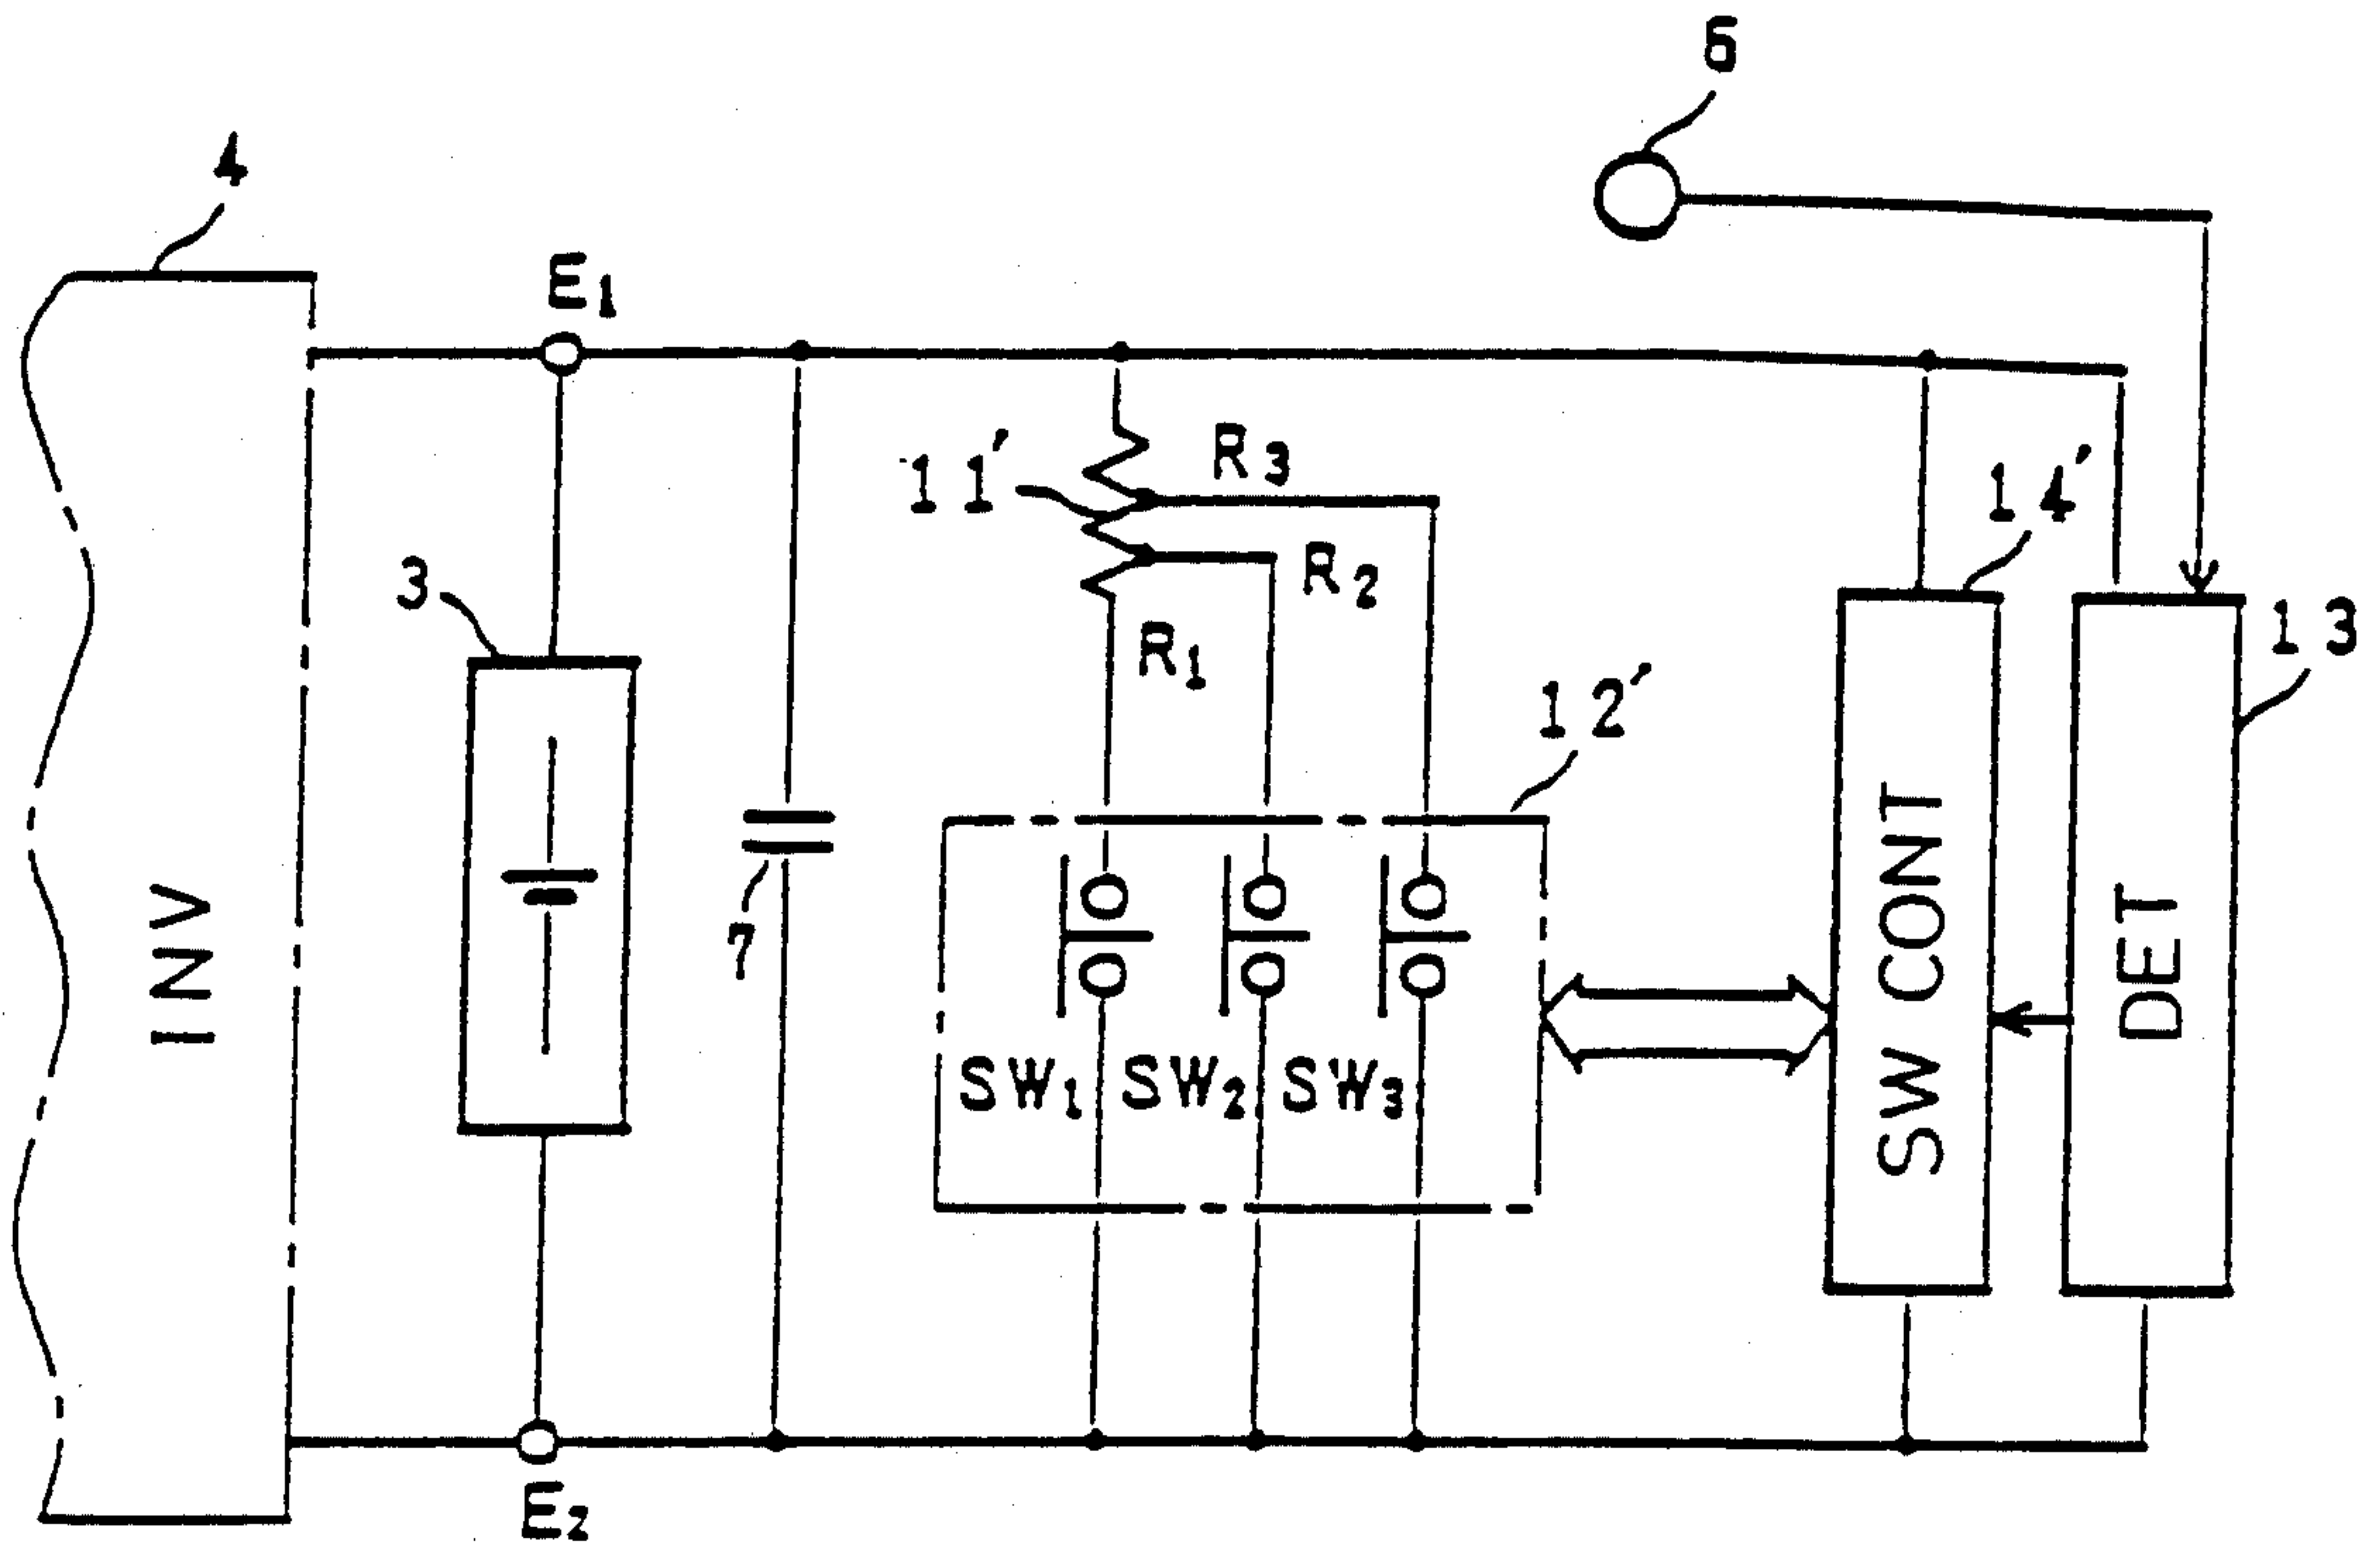 6
4
E1
R3
11'
14'
R2
3
13
R1
12'
INV
7
SW CONT
DET
SW1 SW2 SW3
E2